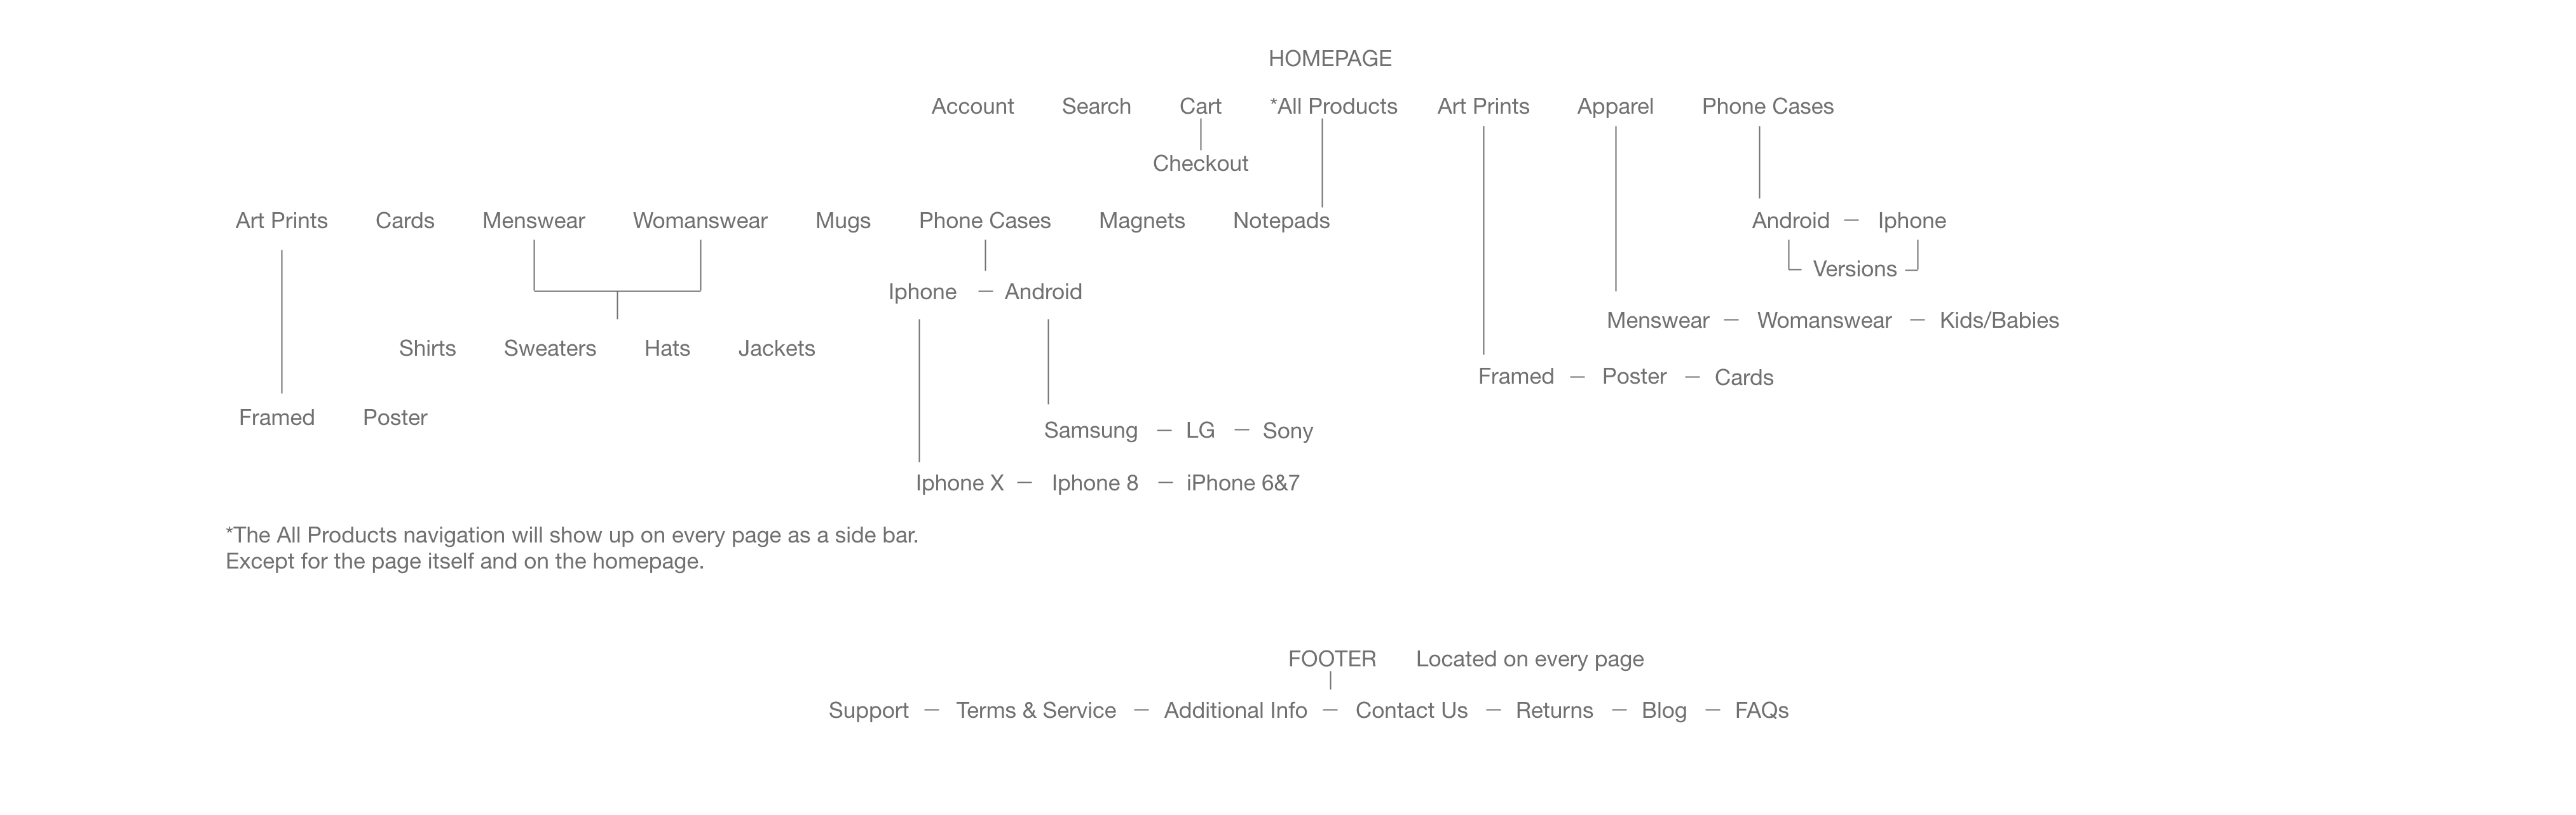 HOMEPAGE
Account Search Cart *All Products Art Prints Apparel Phone Cases
Checkout
Art Prints Cards Menswear Womanswear Mugs Phone Cases Magnets Notepads Android – Iphone
Versions
Iphone – Android
Menswear – Womanswear – Kids/Babies
Shirts Sweaters Hats Jackets
Framed – Poster – Cards
Framed Poster
Samsung – LG – Sony
Iphone X – Iphone 8 – iPhone 6&7
*The All Products navigation will show up on every page as a side bar.
Except for the page itself and on the homepage.
FOOTER Located on every page
Support – Terms & Service – Additional Info – Contact Us – Returns – Blog – FAQs